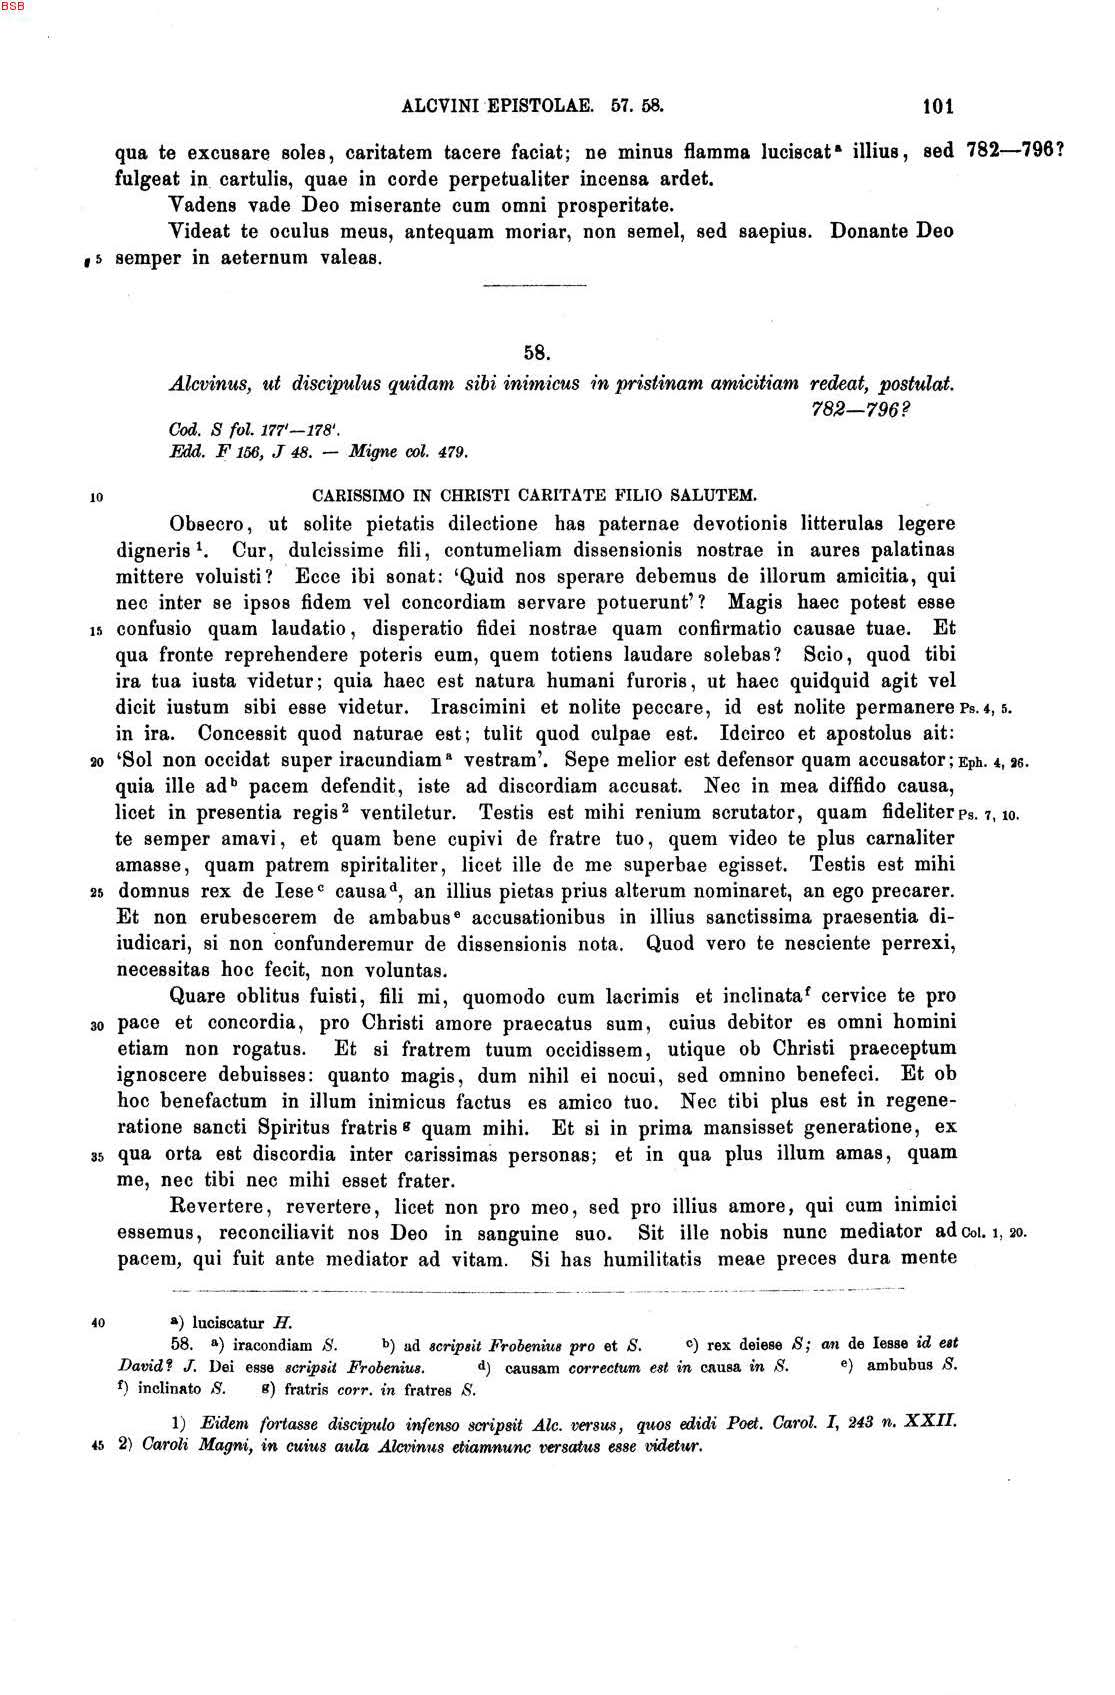 BSB
ALCVINI EPISTOLAE. 57. 58. 101
qua te excusare soles, caritatem tacere faciat; ne minus flamma luciscatᵃ illius, sed 782—796?
fulgeat in cartulis, quae in corde perpetualiter incensa ardet.
Vadens vade Deo miserante cum omni prosperitate.
Videat te oculus meus, antequam moriar, non semel, sed saepius. Donante Deo
5 semper in aeternum valeas.
58.
Alcvinus, ut discipulus quidam sibi inimicus in pristinam amicitiam redeat, postulat.
782—796?
Cod. S fol. 177'—178'.
Edd. F 156, J 48. — Migne col. 479.
10 CARISSIMO IN CHRISTI CARITATE FILIO SALUTEM.
Obsecro, ut solite pietatis dilectione has paternae devotionis litterulas legere
digneris¹. Cur, dulcissime fili, contumeliam dissensionis nostrae in aures palatinas
mittere voluisti? Ecce ibi sonat: ‘Quid nos sperare debemus de illorum amicitia, qui
nec inter se ipsos fidem vel concordiam servare potuerunt’? Magis haec potest esse
15 confusio quam laudatio, disperatio fidei nostrae quam confirmatio causae tuae. Et
qua fronte reprehendere poteris eum, quem totiens laudare solebas? Scio, quod tibi
ira tua iusta videtur; quia haec est natura humani furoris, ut haec quidquid agit vel
dicit iustum sibi esse videtur. Irascimini et nolite peccare, id est nolite permanere Ps. 4, 5.
in ira. Concessit quod naturae est; tulit quod culpae est. Idcirco et apostolus ait:
20 ‘Sol non occidat super iracundiamᵃ vestram’. Sepe melior est defensor quam accusator; Eph. 4, 26.
quia ille adᵇ pacem defendit, iste ad discordiam accusat. Nec in mea diffido causa,
licet in presentia regis² ventiletur. Testis est mihi renium scrutator, quam fideliter Ps. 7, 10.
te semper amavi, et quam bene cupivi de fratre tuo, quem video te plus carnaliter
amasse, quam patrem spiritaliter, licet ille de me superbae egisset. Testis est mihi
25 domnus rex de Ieseᶜ causaᵈ, an illius pietas prius alterum nominaret, an ego precarer.
Et non erubescerem de ambabusᵉ accusationibus in illius sanctissima praesentia di-
iudicari, si non confunderemur de dissensionis nota. Quod vero te nesciente perrexi,
necessitas hoc fecit, non voluntas.
Quare oblitus fuisti, fili mi, quomodo cum lacrimis et inclinataᶠ cervice te pro
30 pace et concordia, pro Christi amore praecatus sum, cuius debitor es omni homini
etiam non rogatus. Et si fratrem tuum occidissem, utique ob Christi praeceptum
ignoscere debuisses: quanto magis, dum nihil ei nocui, sed omnino benefeci. Et ob
hoc benefactum in illum inimicus factus es amico tuo. Nec tibi plus est in regene-
ratione sancti Spiritus fratrisᵍ quam mihi. Et si in prima mansisset generatione, ex
35 qua orta est discordia inter carissimas personas; et in qua plus illum amas, quam
me, nec tibi nec mihi esset frater.
Revertere, revertere, licet non pro meo, sed pro illius amore, qui cum inimici
essemus, reconciliavit nos Deo in sanguine suo. Sit ille nobis nunc mediator ad Col. 1, 20.
pacem, qui fuit ante mediator ad vitam. Si has humilitatis meae preces dura mente
40 ᵃ) luciscatur H.
58. ᵃ) iracondiam S. ᵇ) ad scripsit Frobenius pro et S. ᶜ) rex deiese S; an de Iesse id est
David? J. Dei esse scripsit Frobenius. ᵈ) causam correctum est in causa in S. ᵉ) ambubus S.
ᶠ) inclinato S. ᵍ) fratris corr. in fratres S.
1) Eidem fortasse discipulo infenso scripsit Alc. versus, quos edidi Poet. Carol. I, 243 n. XXII.
45 2) Caroli Magni, in cuius aula Alcvinus etiamnunc versatus esse videtur.